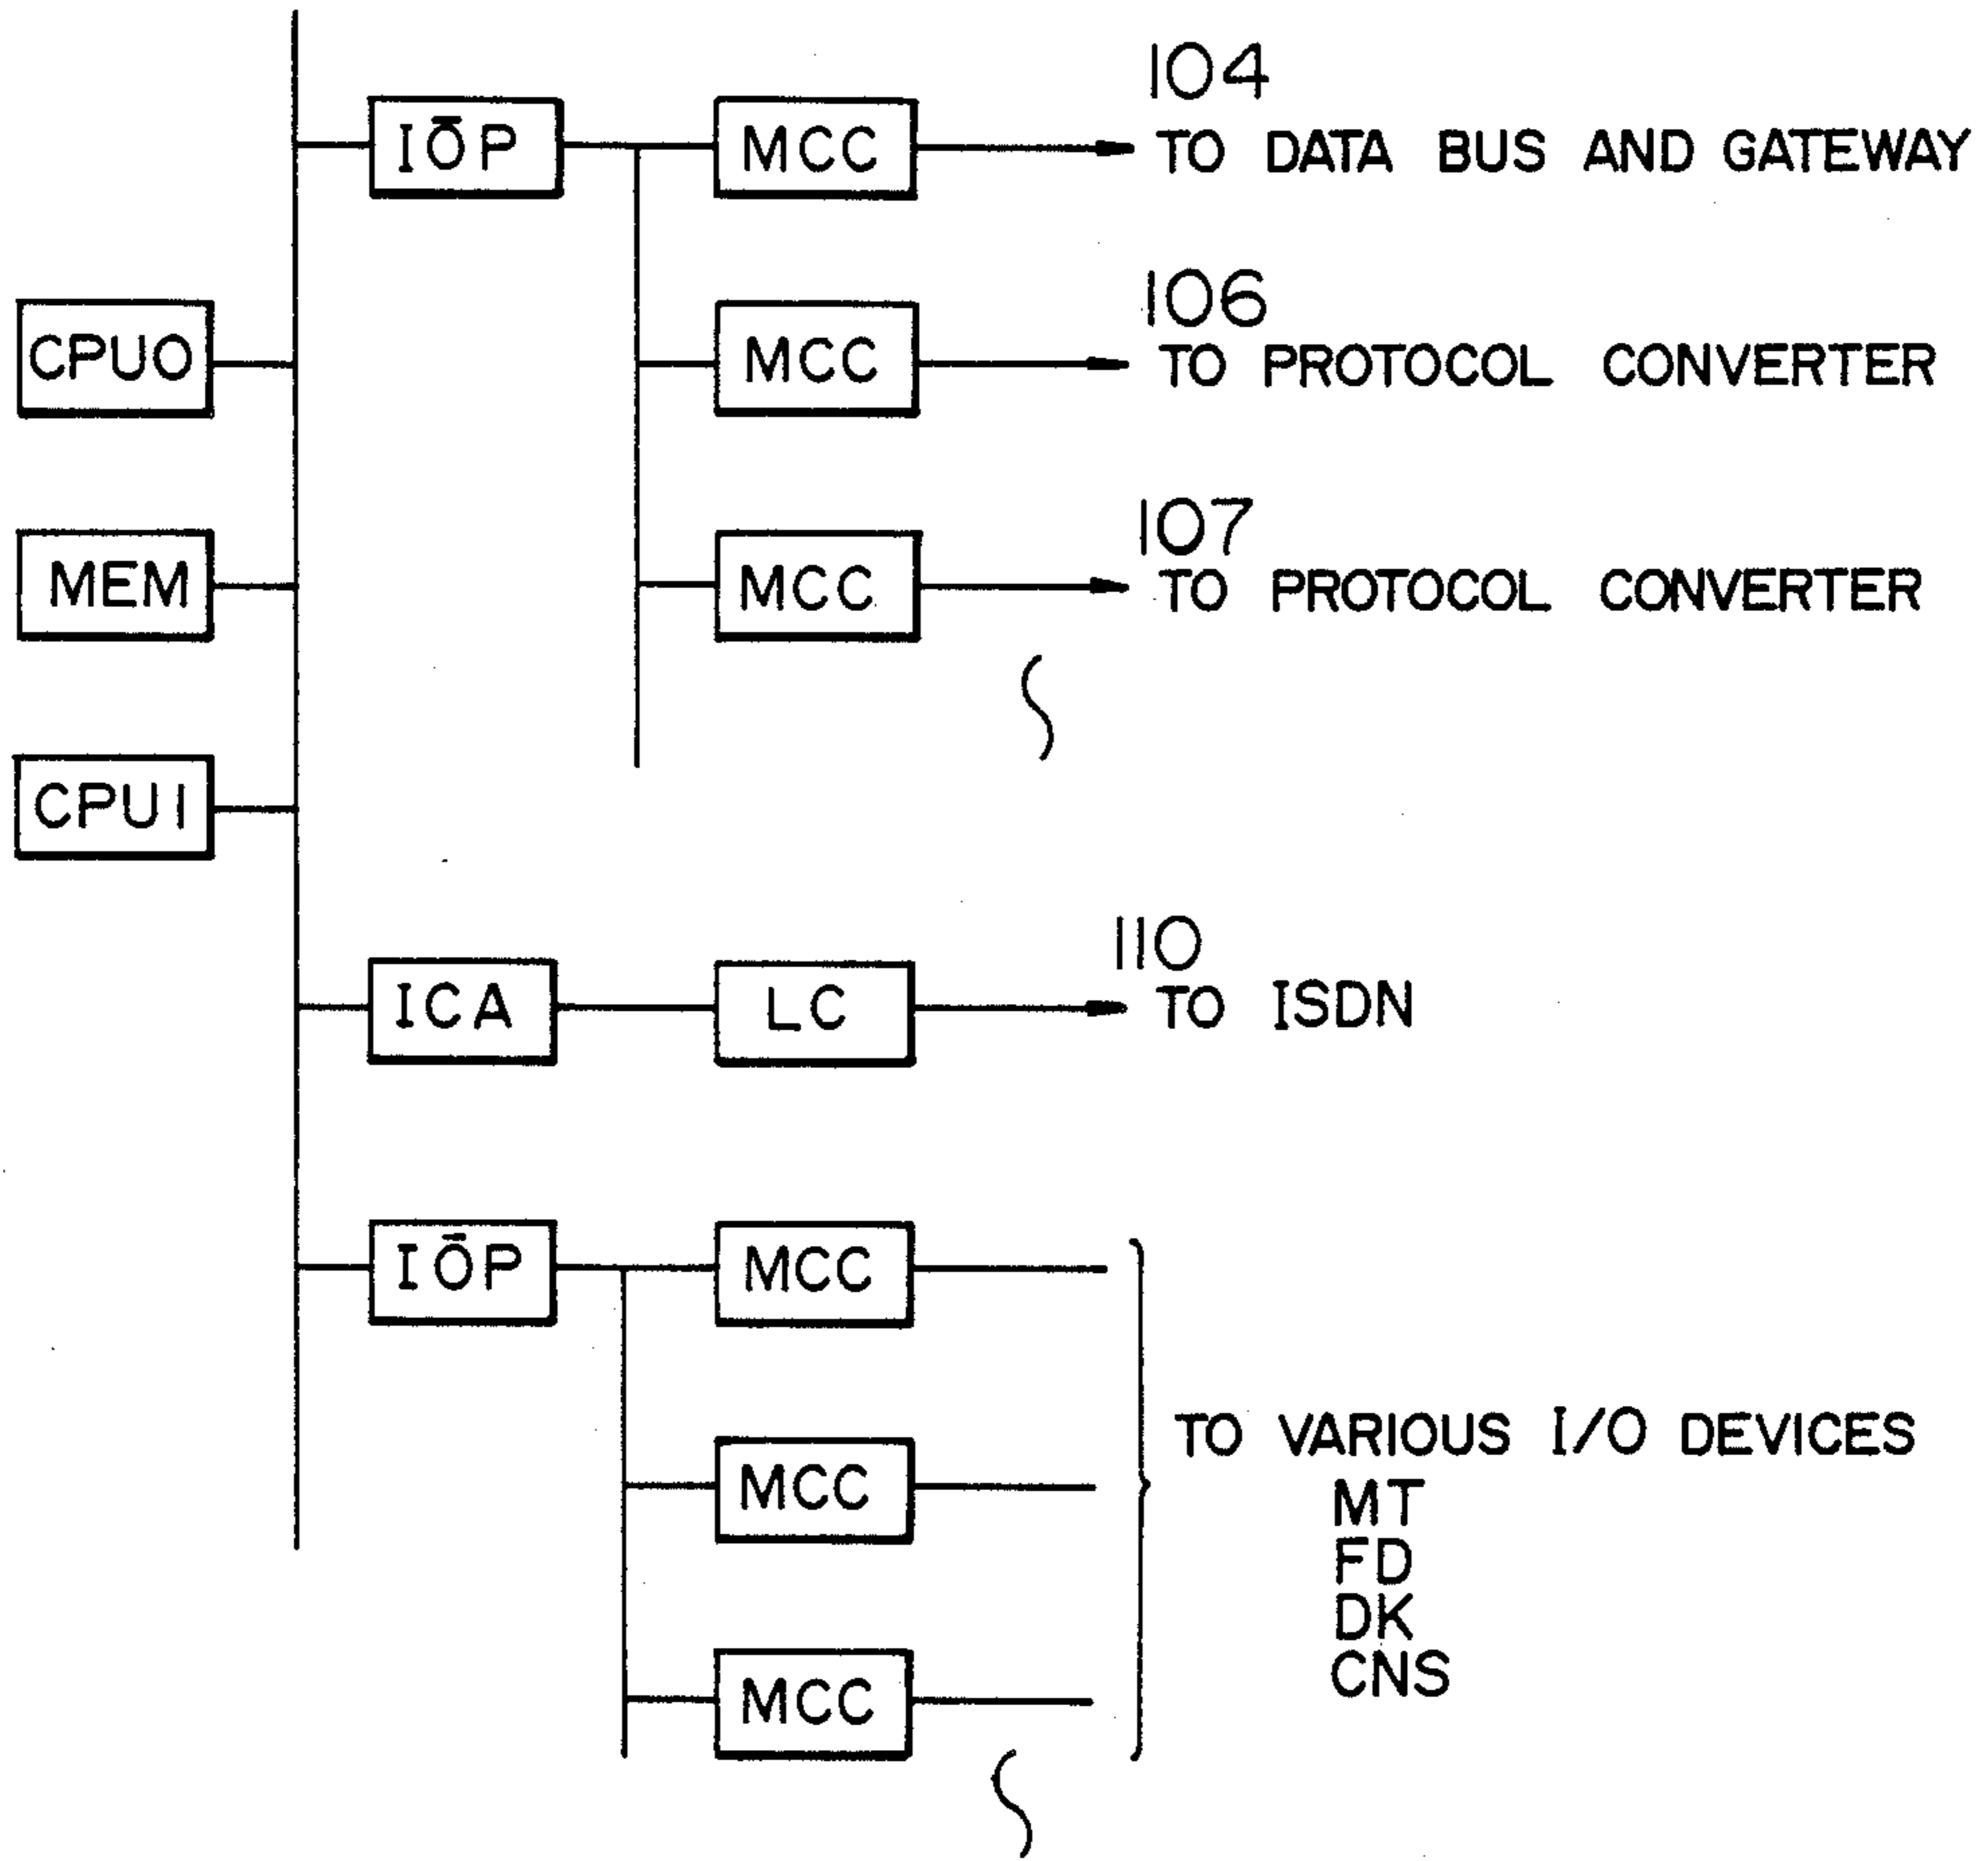 104
IŌP MCC TO DATA BUS AND GATEWAY
106
CPU0 MCC TO PROTOCOL CONVERTER
107
MEM MCC TO PROTOCOL CONVERTER
CPU1
110
ICA LC TO ISDN
IŌP MCC
TO VARIOUS I/O DEVICES
MCC MT
FD
DK
CNS
MCC